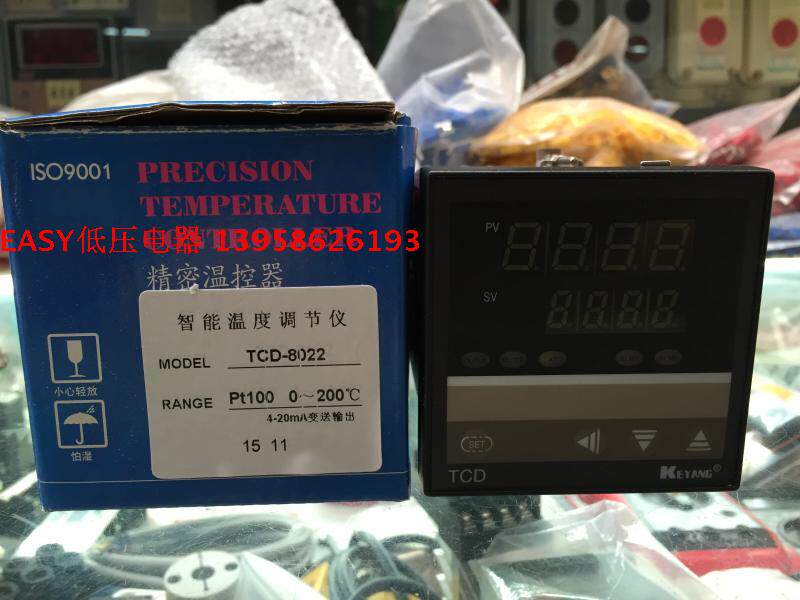 ISO9001
PRECISION
TEMPERATURE
CONTROLLER
EASY低压电器 13958626193
精密温控器
智能温度调节仪
MODEL TCD-8022
RANGE Pt100 0~200℃
4-20mA变送输出
15 11
小心轻放
怕湿
PV
SV
SET
TCD
KEYANG®